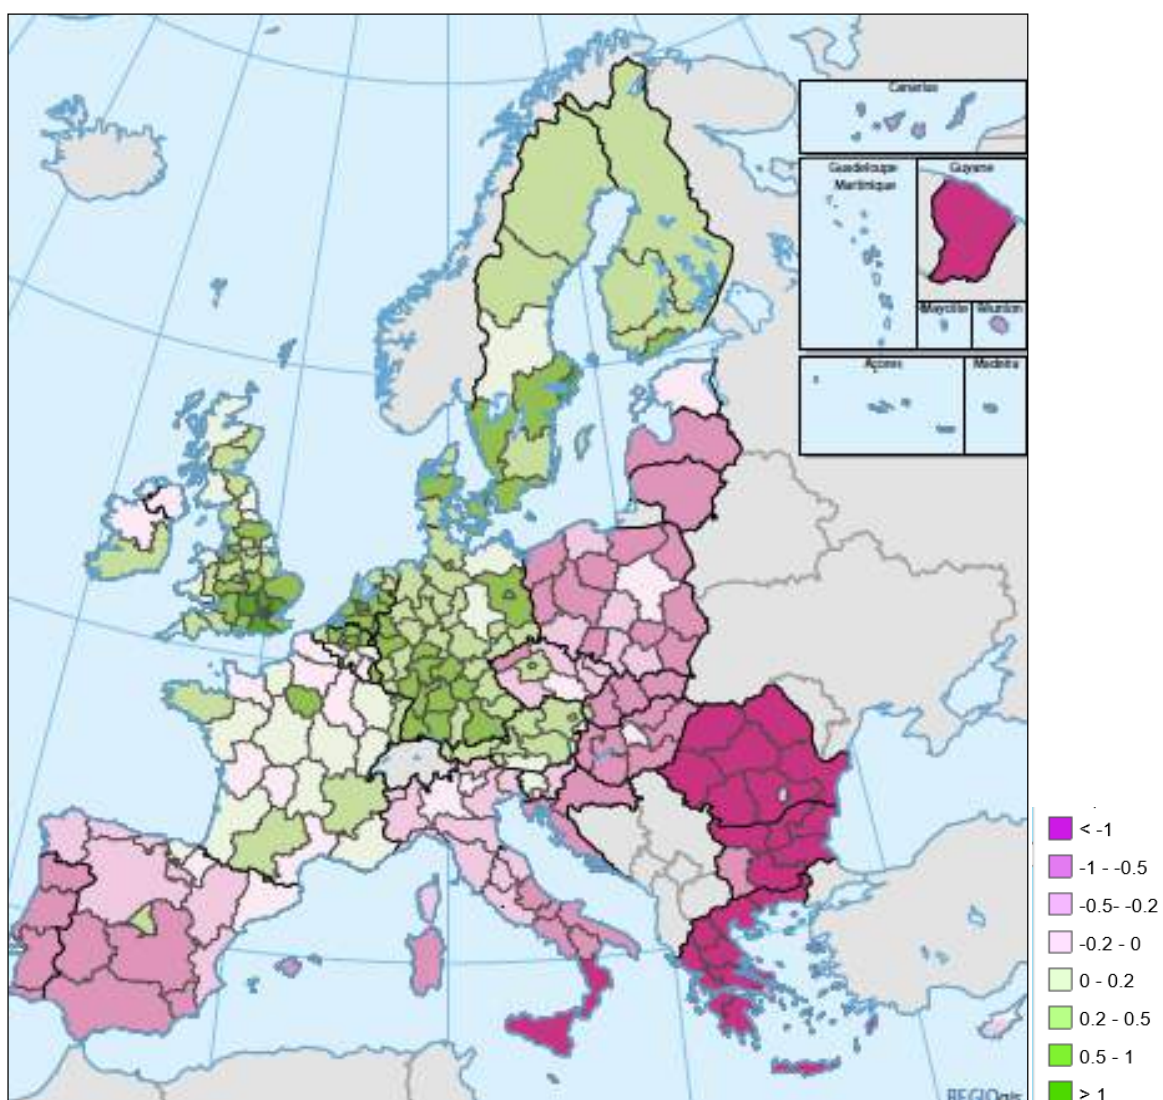 Canarias
Guadeloupe
Martinique
Guyane
Mayotte
Réunion
Açores
Madeira
REGIOgis
< -1
-1 - -0.5
-0.5- -0.2
-0.2 - 0
0 - 0.2
0.2 - 0.5
0.5 - 1
> 1